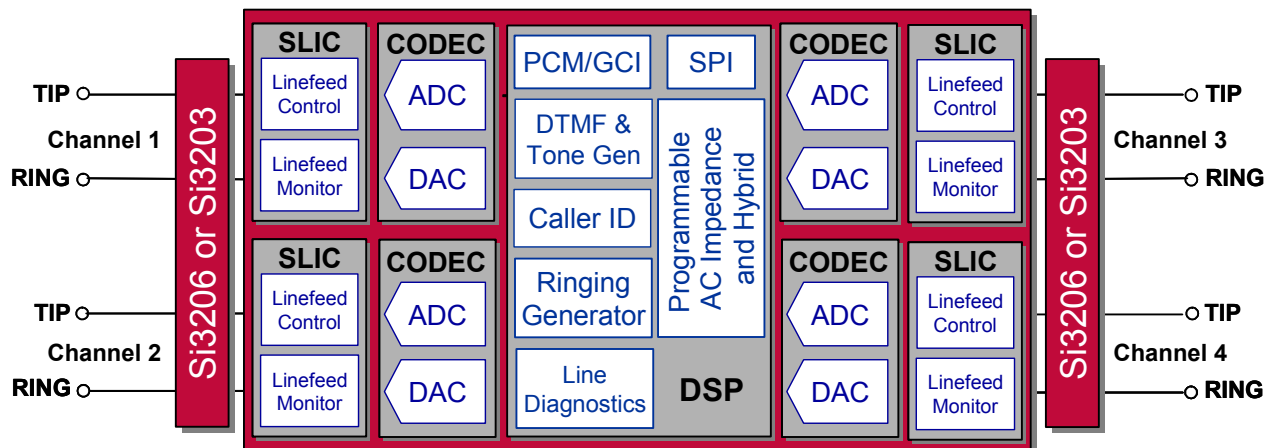 TIP
Channel 1
RING
TIP
Channel 2
RING
Si3206 or Si3203
SLIC
Linefeed
Control
Linefeed
Monitor
CODEC
ADC
DAC
SLIC
Linefeed
Control
Linefeed
Monitor
CODEC
ADC
DAC
PCM/GCI
SPI
DTMF &
Tone Gen
Caller ID
Ringing
Generator
Line
Diagnostics
Programmable
AC Impedance
and Hybrid
DSP
CODEC
ADC
DAC
SLIC
Linefeed
Control
Linefeed
Monitor
CODEC
ADC
DAC
SLIC
Linefeed
Control
Linefeed
Monitor
Si3206 or Si3203
TIP
Channel 3
RING
TIP
Channel 4
RING